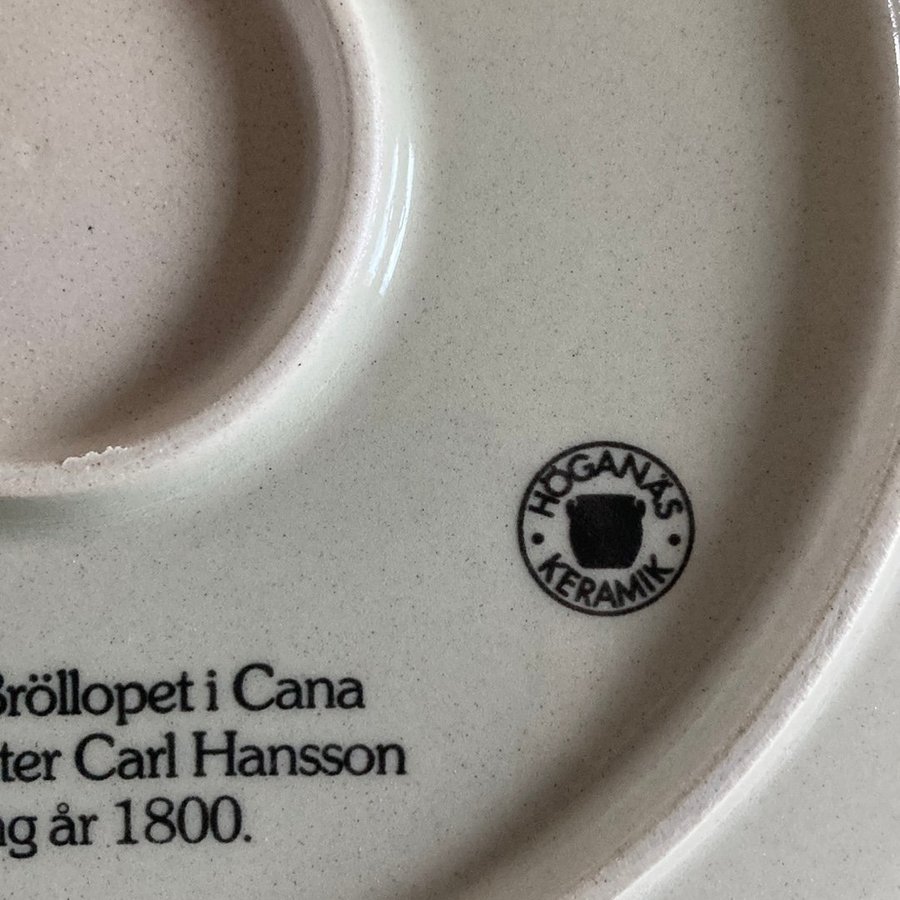 HÖGANÄS
KERAMIK
Bröllopet i Cana
ter Carl Hansson
ng år 1800.